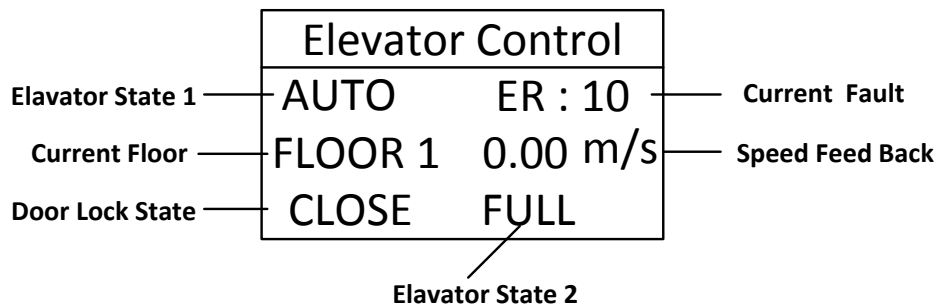 Elevator Control
Elavator State 1 AUTO ER : 10 Current Fault
Current Floor FLOOR 1 0.00 m/s Speed Feed Back
Door Lock State CLOSE FULL
Elavator State 2